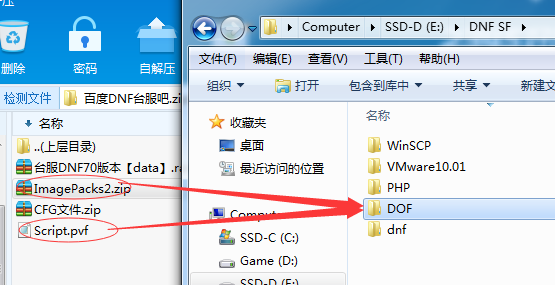 删除
密码
自解压
压
检测文件
百度DNF台服吧.zi
名称
..(上层目录)
台服DNF70版本【data】.ra
ImagePacks2.zip
CFG文件.zip
Script.pvf
Computer ▸ SSD-D (E:) ▸ DNF SF
文件(F) 编辑(E) 查看(V) 工具(T) 帮助(H)
组织 打开 包含到库中 共享 新建文
收藏夹
桌面
最近访问的位置
Computer
SSD-C (C:)
Game (D:)
SSD-D (E:)
名称
WinSCP
VMware10.01
PHP
DOF
dnf